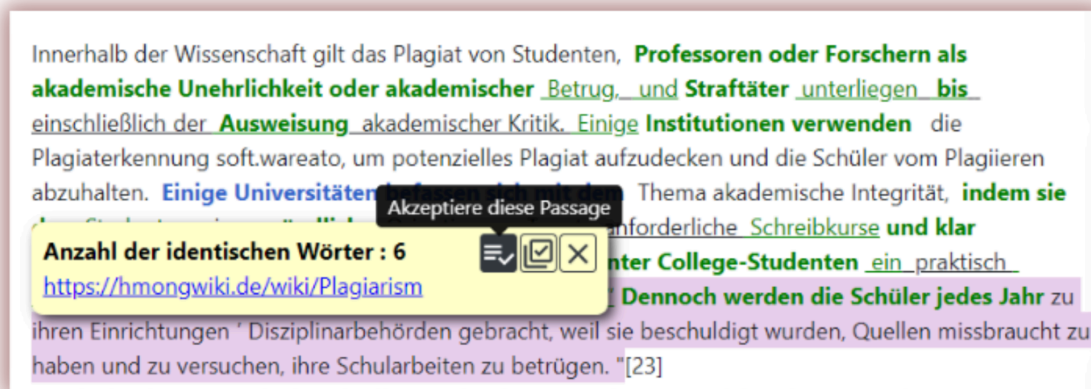 Innerhalb der Wissenschaft gilt das Plagiat von Studenten, Professoren oder Forschern als
akademische Unehrlichkeit oder akademischer Betrug, und Straftäter unterliegen bis
einschließlich der Ausweisung akademischer Kritik. Einige Institutionen verwenden die
Plagiaterkennung soft.wareato, um potenzielles Plagiat aufzudecken und die Schüler vom Plagiieren
abzuhalten. Einige Universitäten befassen sich mit dem Thema akademische Integrität, indem sie
Akzeptiere diese Passage
Schreibkurse und klar
Anzahl der identischen Wörter : 6
College-Studenten ein praktisch
https://hmongwiki.de/wiki/Plagiarism
Dennoch werden die Schüler jedes Jahr zu
ihren Einrichtungen ' Disziplinarbehörden gebracht, weil sie beschuldigt wurden, Quellen missbraucht zu
haben und zu versuchen, ihre Schularbeiten zu betrügen. "[23]